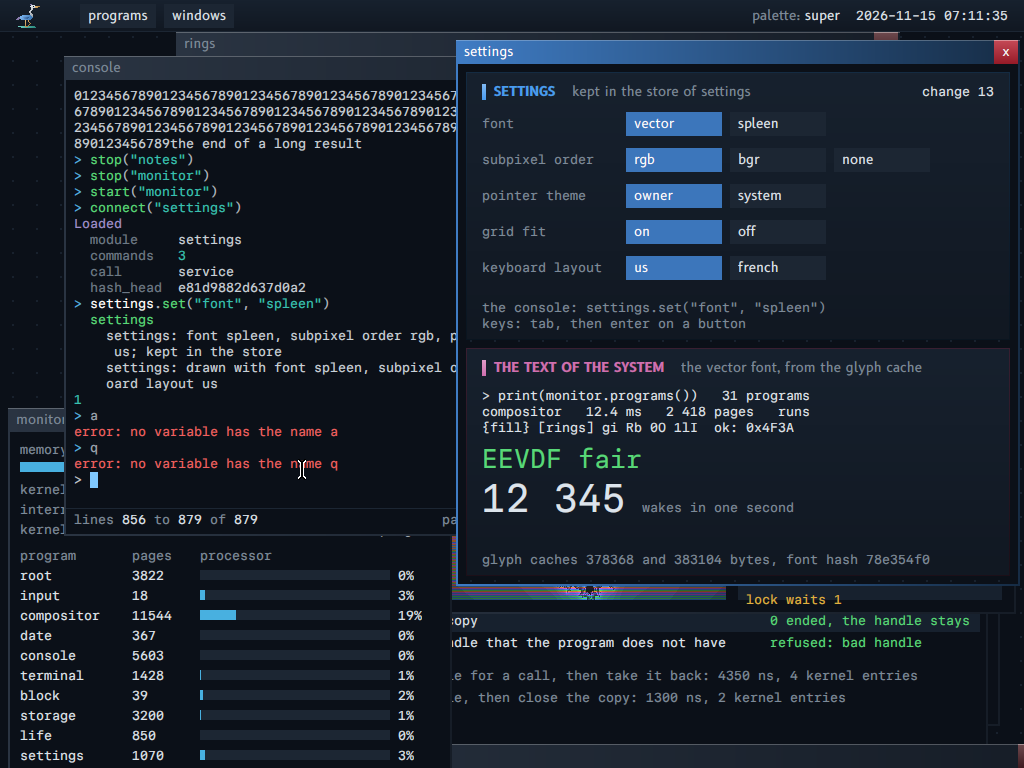 programs windows palette: super 2026-11-15 07:11:35
rings
console
012345678901234567890123456789012345678901234567
678901234567890123456789012345678901234567890123
234567890123456789012345678901234567890123456789
890123456789the end of a long result
> stop("notes")
> stop("monitor")
> start("monitor")
> connect("settings")
Loaded
module settings
commands 3
call service
hash_head e81d9882d637d0a2
> settings.set("font", "spleen")
settings
settings: font spleen, subpixel order rgb, p
us; kept in the store
settings: drawn with font spleen, subpixel o
oard layout us
1
> a
error: no variable has the name a
> q
error: no variable has the name q
>
lines 856 to 879 of 879 pa
settings x
SETTINGS kept in the store of settings change 13
font vector spleen
subpixel order rgb bgr none
pointer theme owner system
grid fit on off
keyboard layout us french
the console: settings.set("font", "spleen")
keys: tab, then enter on a button
THE TEXT OF THE SYSTEM the vector font, from the glyph cache
> print(monitor.programs()) 31 programs
compositor 12.4 ms 2 418 pages runs
{fill} [rings] gi Rb 0O 1lI ok: 0x4F3A
EEVDF fair
12 345 wakes in one second
glyph caches 378368 and 383104 bytes, font hash 78e354f0
monitor
memory
kernel
inter
kernel
program pages processor
root 3822 0%
input 18 3%
compositor 11544 19%
date 367 0%
console 5603 0%
terminal 1428 1%
block 39 2%
storage 3200 1%
life 850 0%
settings 1070 3%
lock waits 1
copy 0 ended, the handle stays
ndle that the program does not have refused: bad handle
le for a call, then take it back: 4350 ns, 4 kernel entries
le, then close the copy: 1300 ns, 2 kernel entries